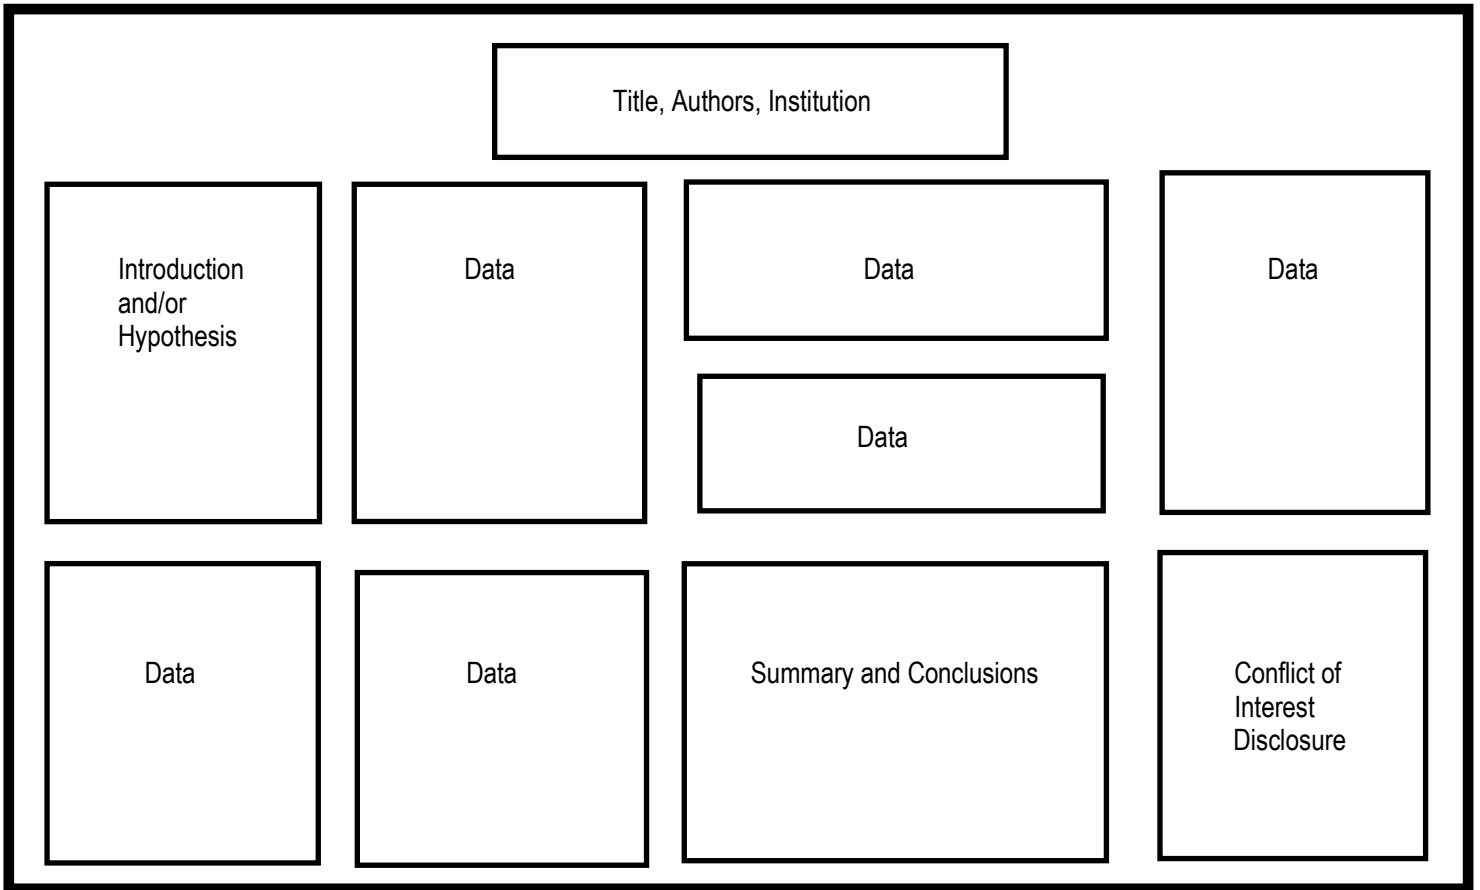 Title, Authors, Institution
Introduction
and/or
Hypothesis
Data
Data
Data
Data
Data
Data
Summary and Conclusions
Conflict of
Interest
Disclosure